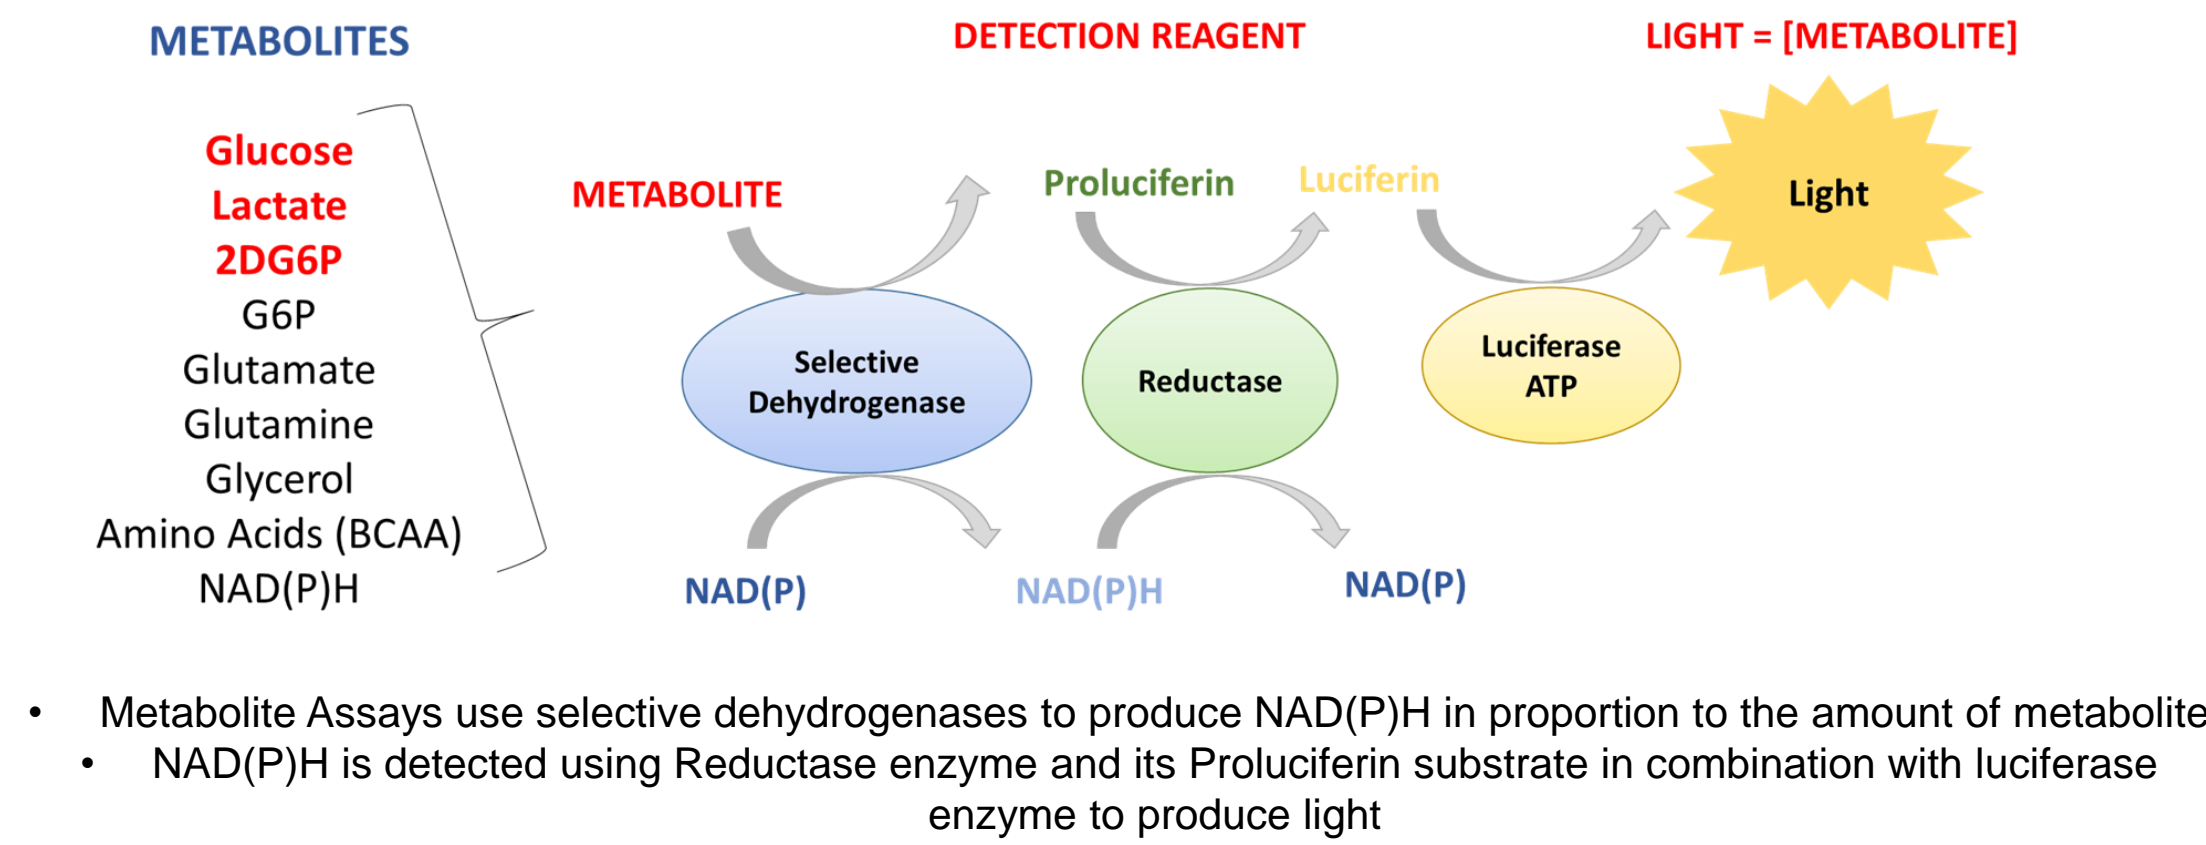 METABOLITES
DETECTION REAGENT
LIGHT = [METABOLITE]
Glucose
Lactate
2DG6P
G6P
Glutamate
Glutamine
Glycerol
Amino Acids (BCAA)
NAD(P)H
METABOLITE
Proluciferin
Luciferin
Light
Selective
Dehydrogenase
Reductase
Luciferase
ATP
NAD(P)
NAD(P)H
NAD(P)
• Metabolite Assays use selective dehydrogenases to produce NAD(P)H in proportion to the amount of metabolite
• NAD(P)H is detected using Reductase enzyme and its Proluciferin substrate in combination with luciferase
enzyme to produce light